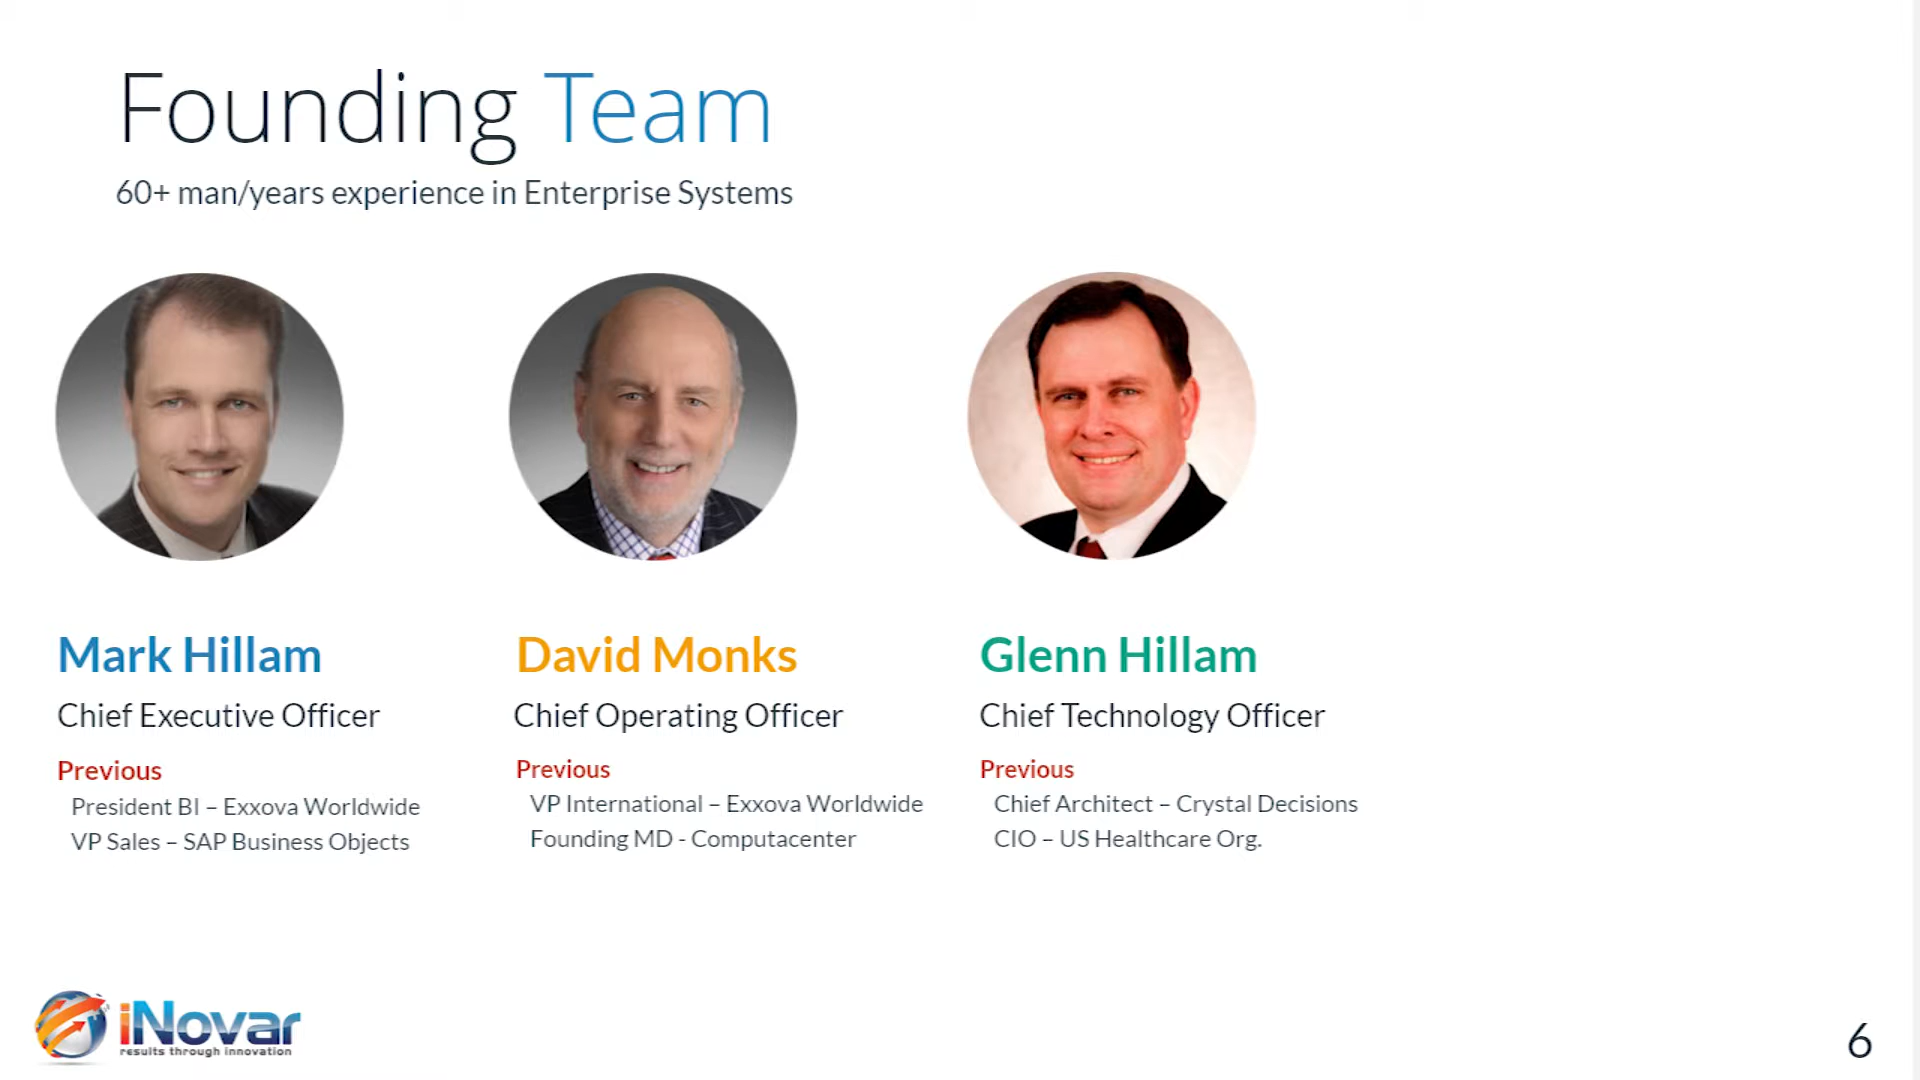 Founding Team
60+ man/years experience in Enterprise Systems
Mark Hillam
Chief Executive Officer
Previous
President BI – Exxova Worldwide
VP Sales – SAP Business Objects
David Monks
Chief Operating Officer
Previous
VP International – Exxova Worldwide
Founding MD - Computacenter
Glenn Hillam
Chief Technology Officer
Previous
Chief Architect – Crystal Decisions
CIO – US Healthcare Org.
iNovar
results through innovation
6